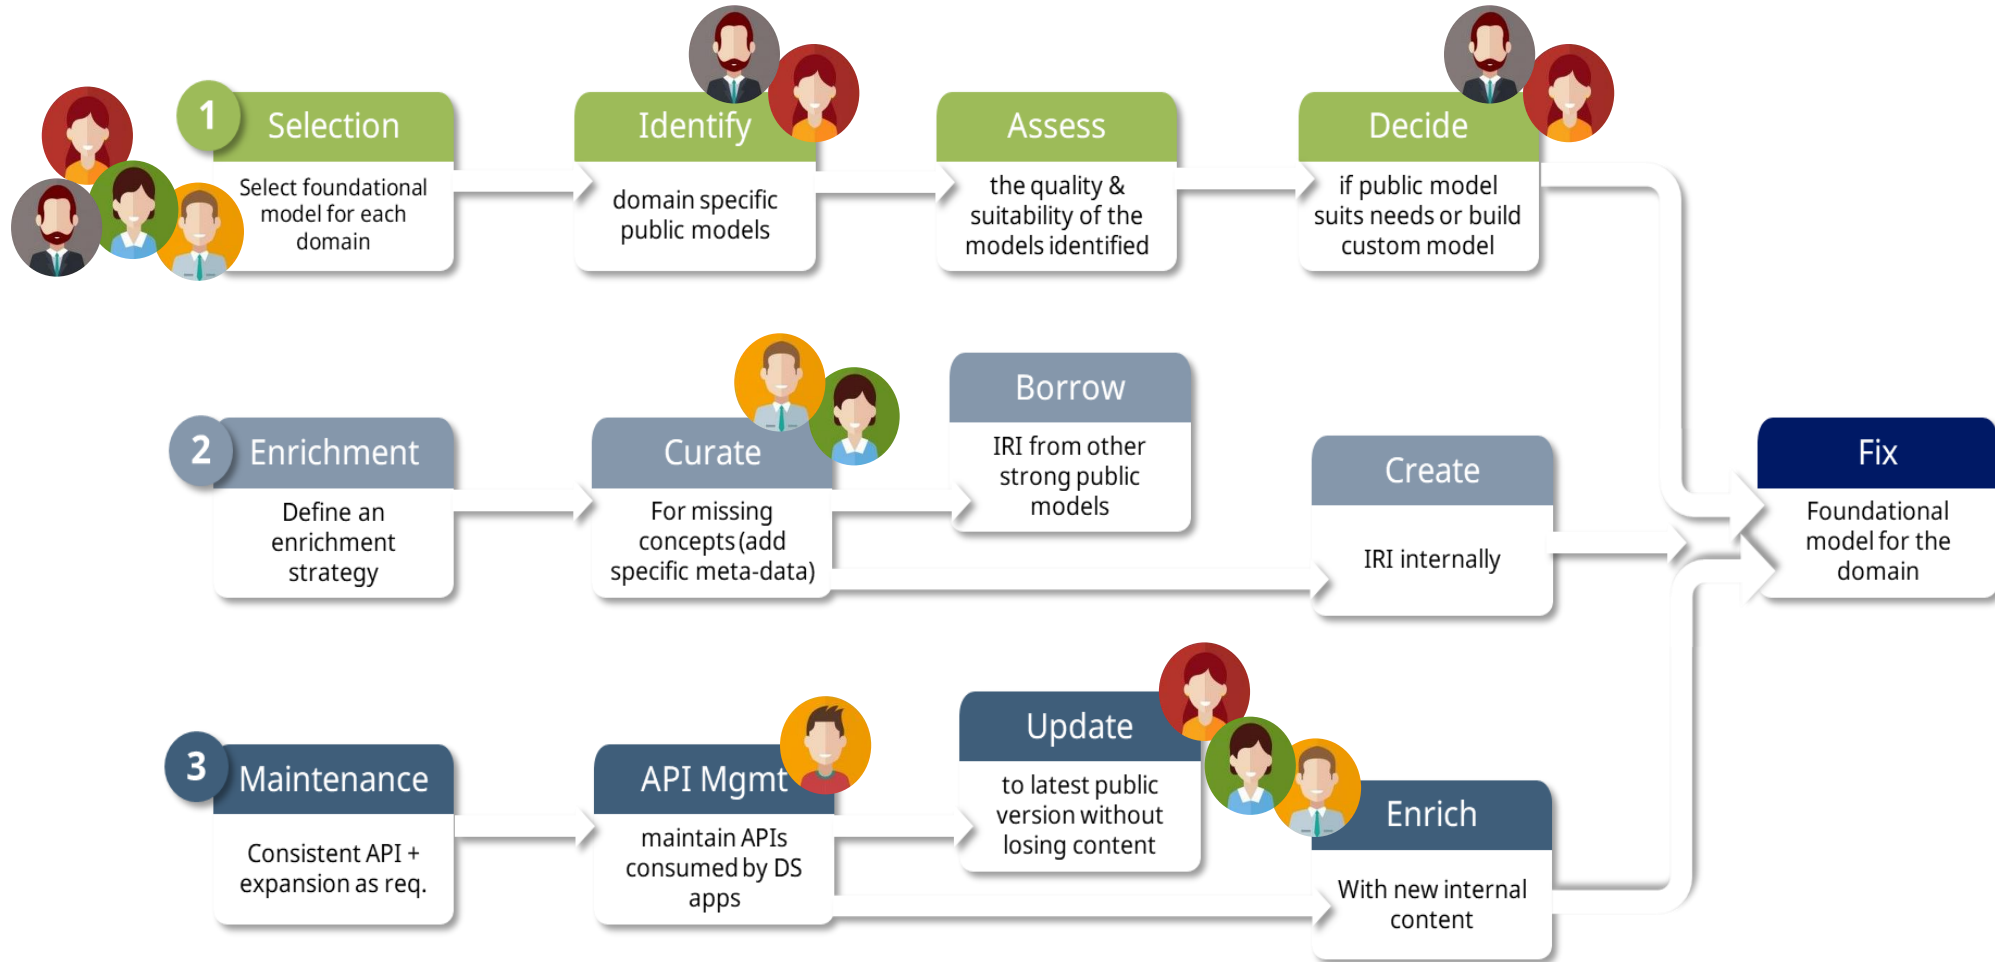 1
Selection
Select foundational
model for each
domain
Identify
domain specific
public models
Assess
the quality &
suitability of the
models identified
Decide
if public model
suits needs or build
custom model
2
Enrichment
Define an
enrichment
strategy
Curate
For missing
concepts (add
specific meta-data)
Borrow
IRI from other
strong public
models
Create
IRI internally
Fix
Foundational
model for the
domain
3
Maintenance
Consistent API +
expansion as req.
API Mgmt
maintain APIs
consumed by DS
apps
Update
to latest public
version without
losing content
Enrich
With new internal
content